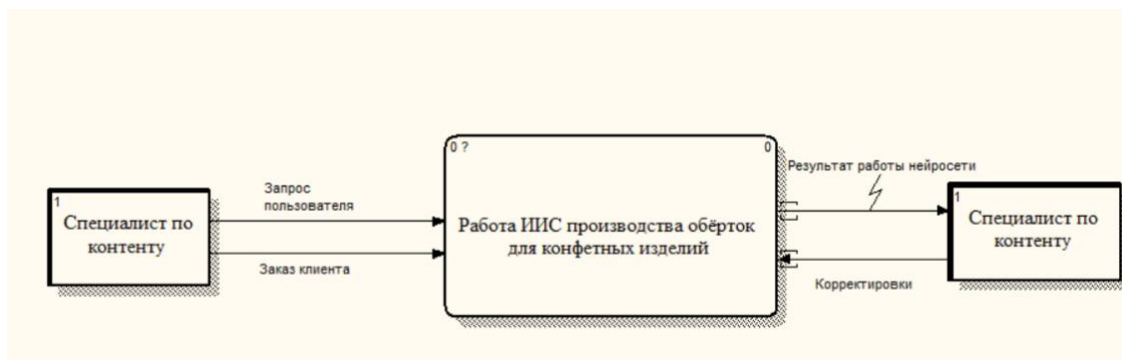 1
Специалист по
контенту
Запрос
пользователя
Заказ клиента
0 ?
0
Работа ИИС производства обёрток
для конфетных изделий
Результат работы нейросети
Корректировки
1
Специалист по
контенту